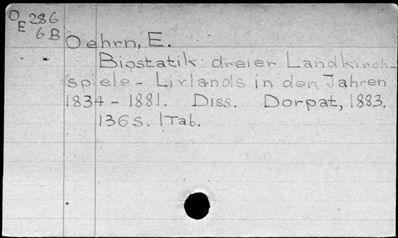 OE 286
6B
Oehrn, E.
Biostatik dreier Landkirch-
spiele - Livlands in den Jahren
1834 - 1881. Diss. Dorpat, 1883.
136 S. 1 Tab.